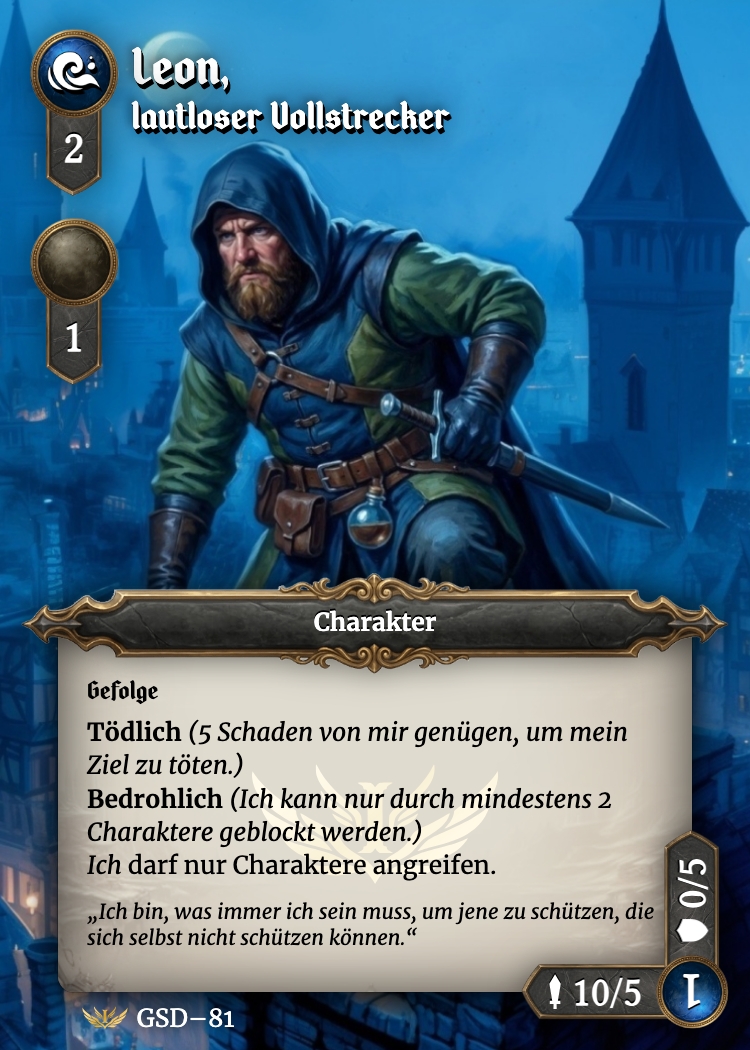 Leon,
lautloser Vollstrecker
2
1
Charakter
Gefolge
Tödlich (5 Schaden von mir genügen, um mein
Ziel zu töten.)
Bedrohlich (Ich kann nur durch mindestens 2
Charaktere geblockt werden.)
Ich darf nur Charaktere angreifen.
„Ich bin, was immer ich sein muss, um jene zu schützen, die
sich selbst nicht schützen können.“
0/5
10/5
1
GSD–81